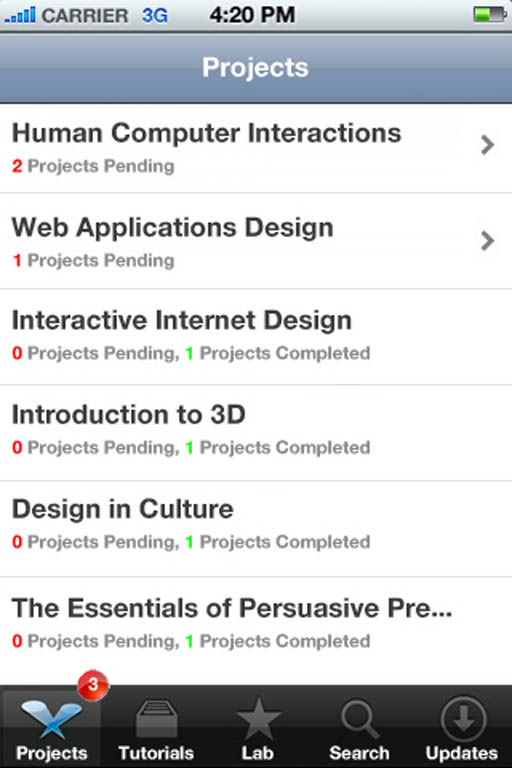 CARRIER 3G 4:20 PM
Projects
Human Computer Interactions
2 Projects Pending
Web Applications Design
1 Projects Pending
Interactive Internet Design
0 Projects Pending, 1 Projects Completed
Introduction to 3D
0 Projects Pending, 1 Projects Completed
Design in Culture
0 Projects Pending, 1 Projects Completed
The Essentials of Persuasive Pre...
0 Projects Pending, 1 Projects Completed
3
Projects Tutorials Lab Search Updates